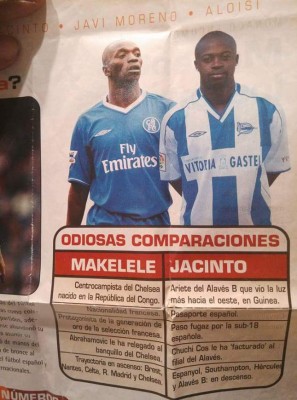 CINTO • JAVI MORENO • ALOISI
a?
Fly
Emirates
VITORIA GASTEI
ODIOSAS COMPARACIONES
MAKELELE
JACINTO
Centrocampista del Chelsea
nacido en la República del Congo.
Nacionalidad francesa.
Protagonista de la generación de
oro de la selección francesa.
Abrahamovic le ha relegado al
banquillo del Chelsea.
Trayectoria en ascenso: Brest,
Nantes, Celta, R. Madrid y Chelsea.
Ariete del Alavés B que vio la luz
más hacia el oeste, en Guinea.
Pasaporte español.
Paso fugaz por la sub-18
española.
Chuchi Cos le ha 'facturado' al
filial del Alavés.
Espanyol, Southampton, Hércules
y Alavés B: en descenso.
NÚMERO